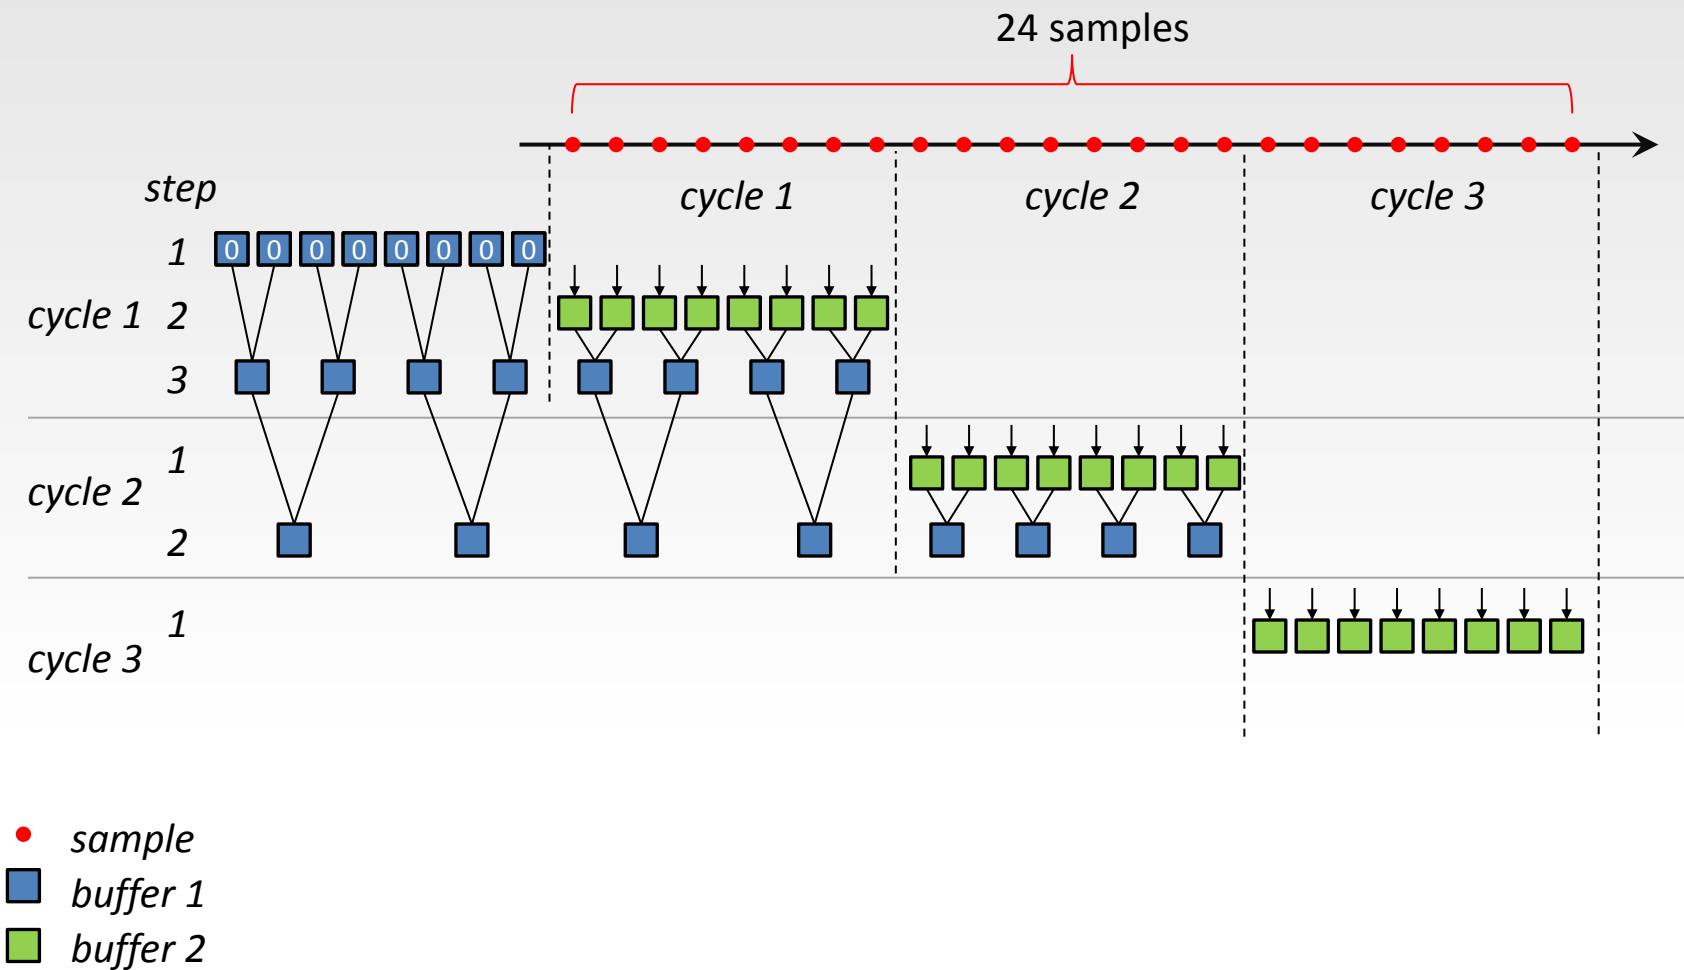 24 samples
step
cycle 1
cycle 2
cycle 3
1
0 0 0 0 0 0 0 0
cycle 1
2
3
1
cycle 2
2
1
cycle 3
sample
buffer 1
buffer 2